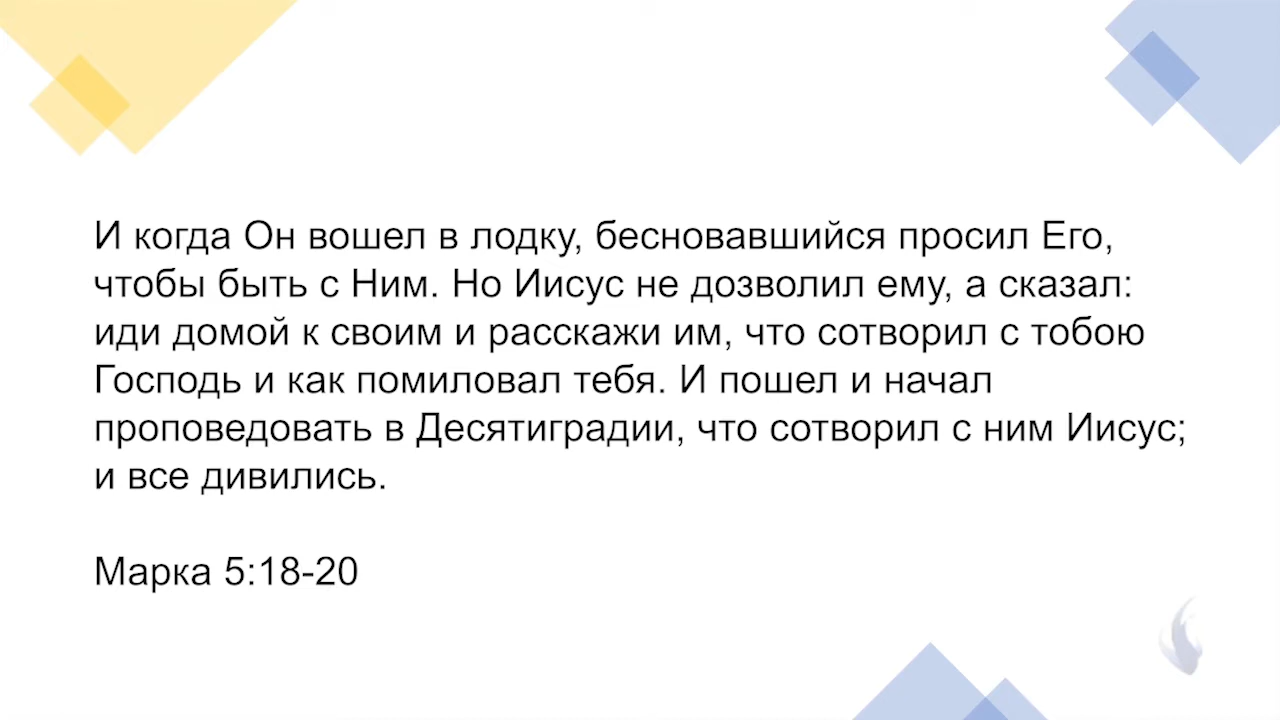 И когда Он вошел в лодку, бесновавшийся просил Его,
чтобы быть с Ним. Но Иисус не дозволил ему, а сказал:
иди домой к своим и расскажи им, что сотворил с тобою
Господь и как помиловал тебя. И пошел и начал
проповедовать в Десятиградии, что сотворил с ним Иисус;
и все дивились.
Марка 5:18-20